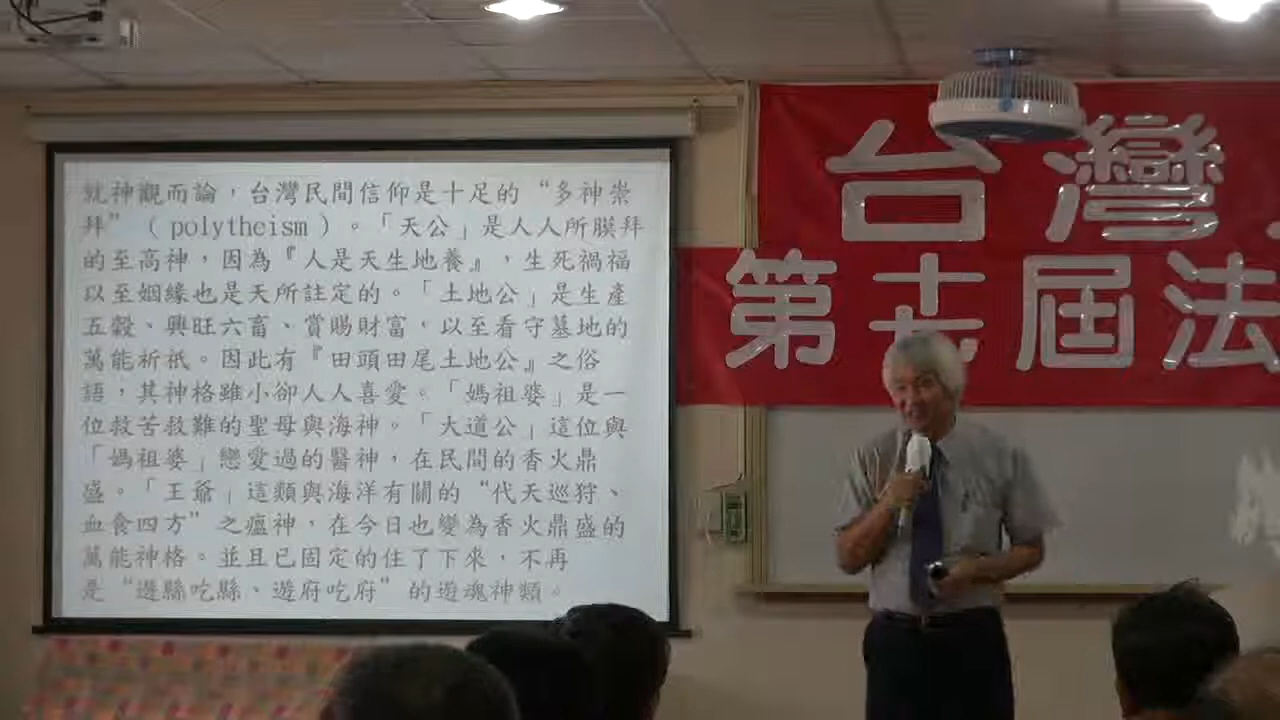 就神觀而論，台灣民間信仰是十足的“多神崇
拜”（polytheism）。「天公」是人人所膜拜
的至高神，因為『人是天生地養』，生死禍福
以至姻緣也是天所註定的。「土地公」是生產
五穀、興旺六畜、賞賜財富，以至看守墓地的
萬能祈祇。因此有『田頭田尾土地公』之俗
語，其神格雖小卻人人喜愛。「媽祖婆」是一
位救苦救難的聖母與海神。「大道公」這位與
「媽祖婆」戀愛過的醫神，在民間的香火鼎
盛。「王爺」這類與海洋有關的“代天巡狩、
血食四方”之瘟神，在今日也變為香火鼎盛的
萬能神格。並且已固定的住了下來，不再
是“遊縣吃縣、遊府吃府”的遊魂神類。
台灣
第七屆法